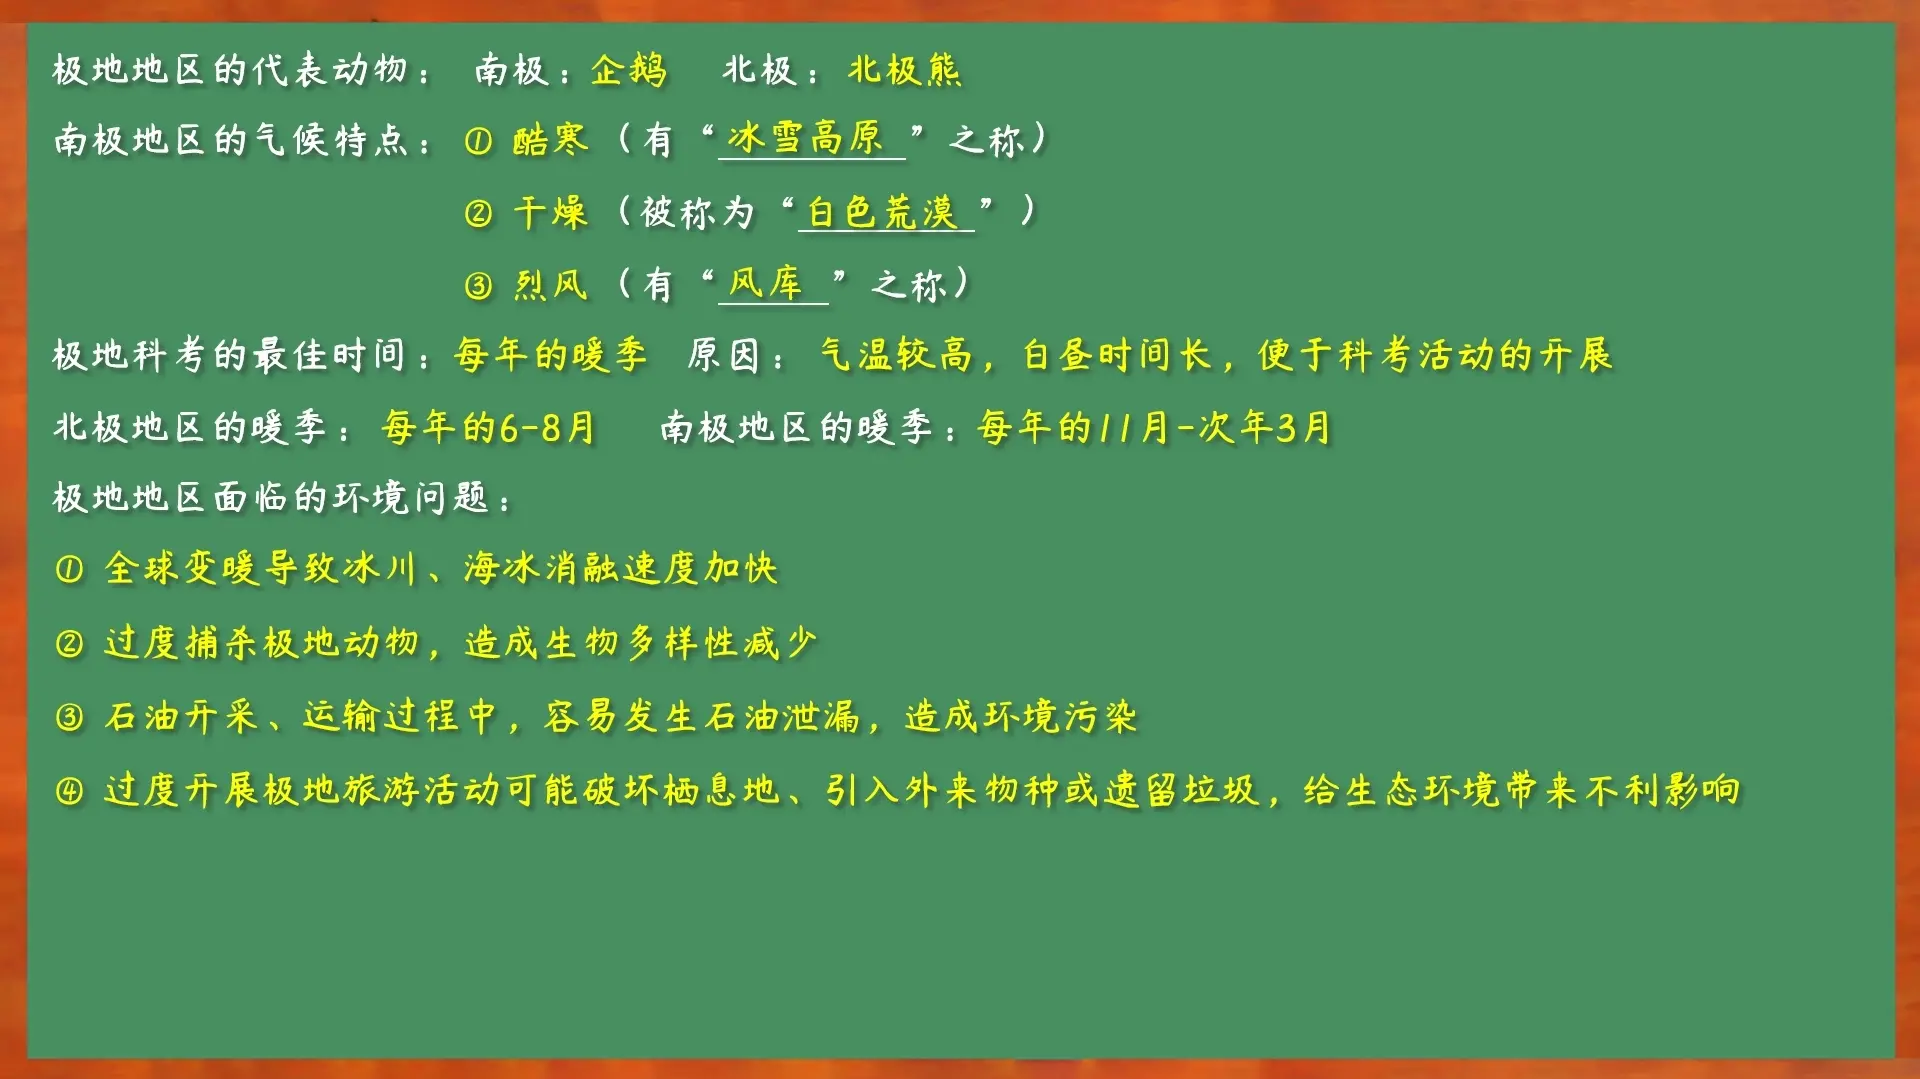 极地地区的代表动物： 南极：企鹅 北极：北极熊
南极地区的气候特点： ① 酷寒（有“冰雪高原”之称）
② 干燥（被称为“白色荒漠”）
③ 烈风（有“风库”之称）
极地科考的最佳时间：每年的暖季 原因： 气温较高，白昼时间长，便于科考活动的开展
北极地区的暖季： 每年的6-8月 南极地区的暖季：每年的11月-次年3月
极地地区面临的环境问题：
① 全球变暖导致冰川、海冰消融速度加快
② 过度捕杀极地动物，造成生物多样性减少
③ 石油开采、运输过程中，容易发生石油泄漏，造成环境污染
④ 过度开展极地旅游活动可能破坏栖息地、引入外来物种或遗留垃圾，给生态环境带来不利影响